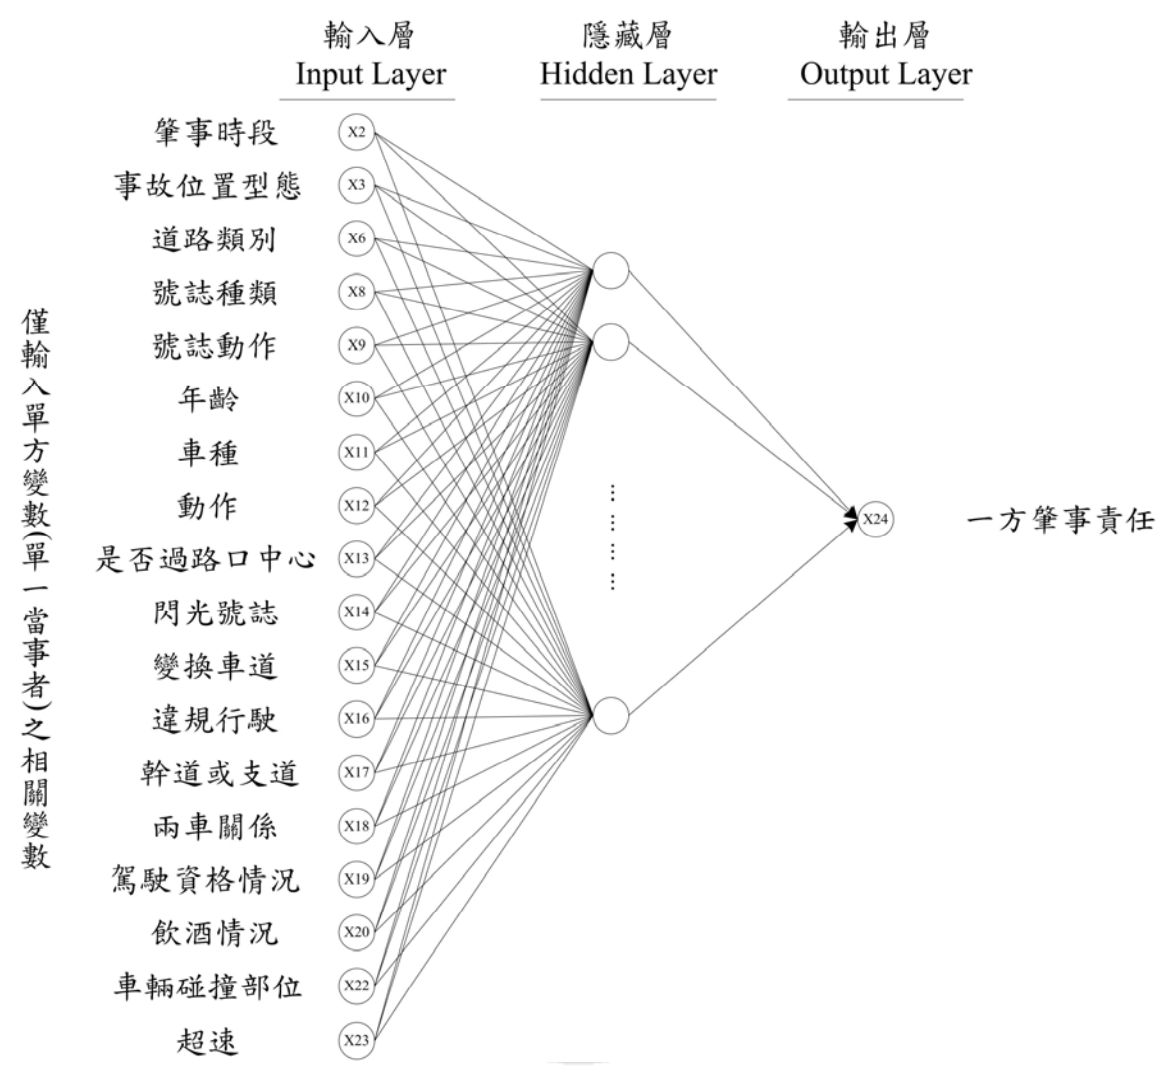 輸入層
Input Layer
隱藏層
Hidden Layer
輸出層
Output Layer
僅輸入單方變數(單一當事者)之相關變數
肇事時段 X2
事故位置型態 X3
道路類別 X6
號誌種類 X8
號誌動作 X9
年齡 X10
車種 X11
動作 X12
是否過路口中心 X13
閃光號誌 X14
變換車道 X15
違規行駛 X16
幹道或支道 X17
兩車關係 X18
駕駛資格情況 X19
飲酒情況 X20
車輛碰撞部位 X22
超速 X23
X24 一方肇事責任